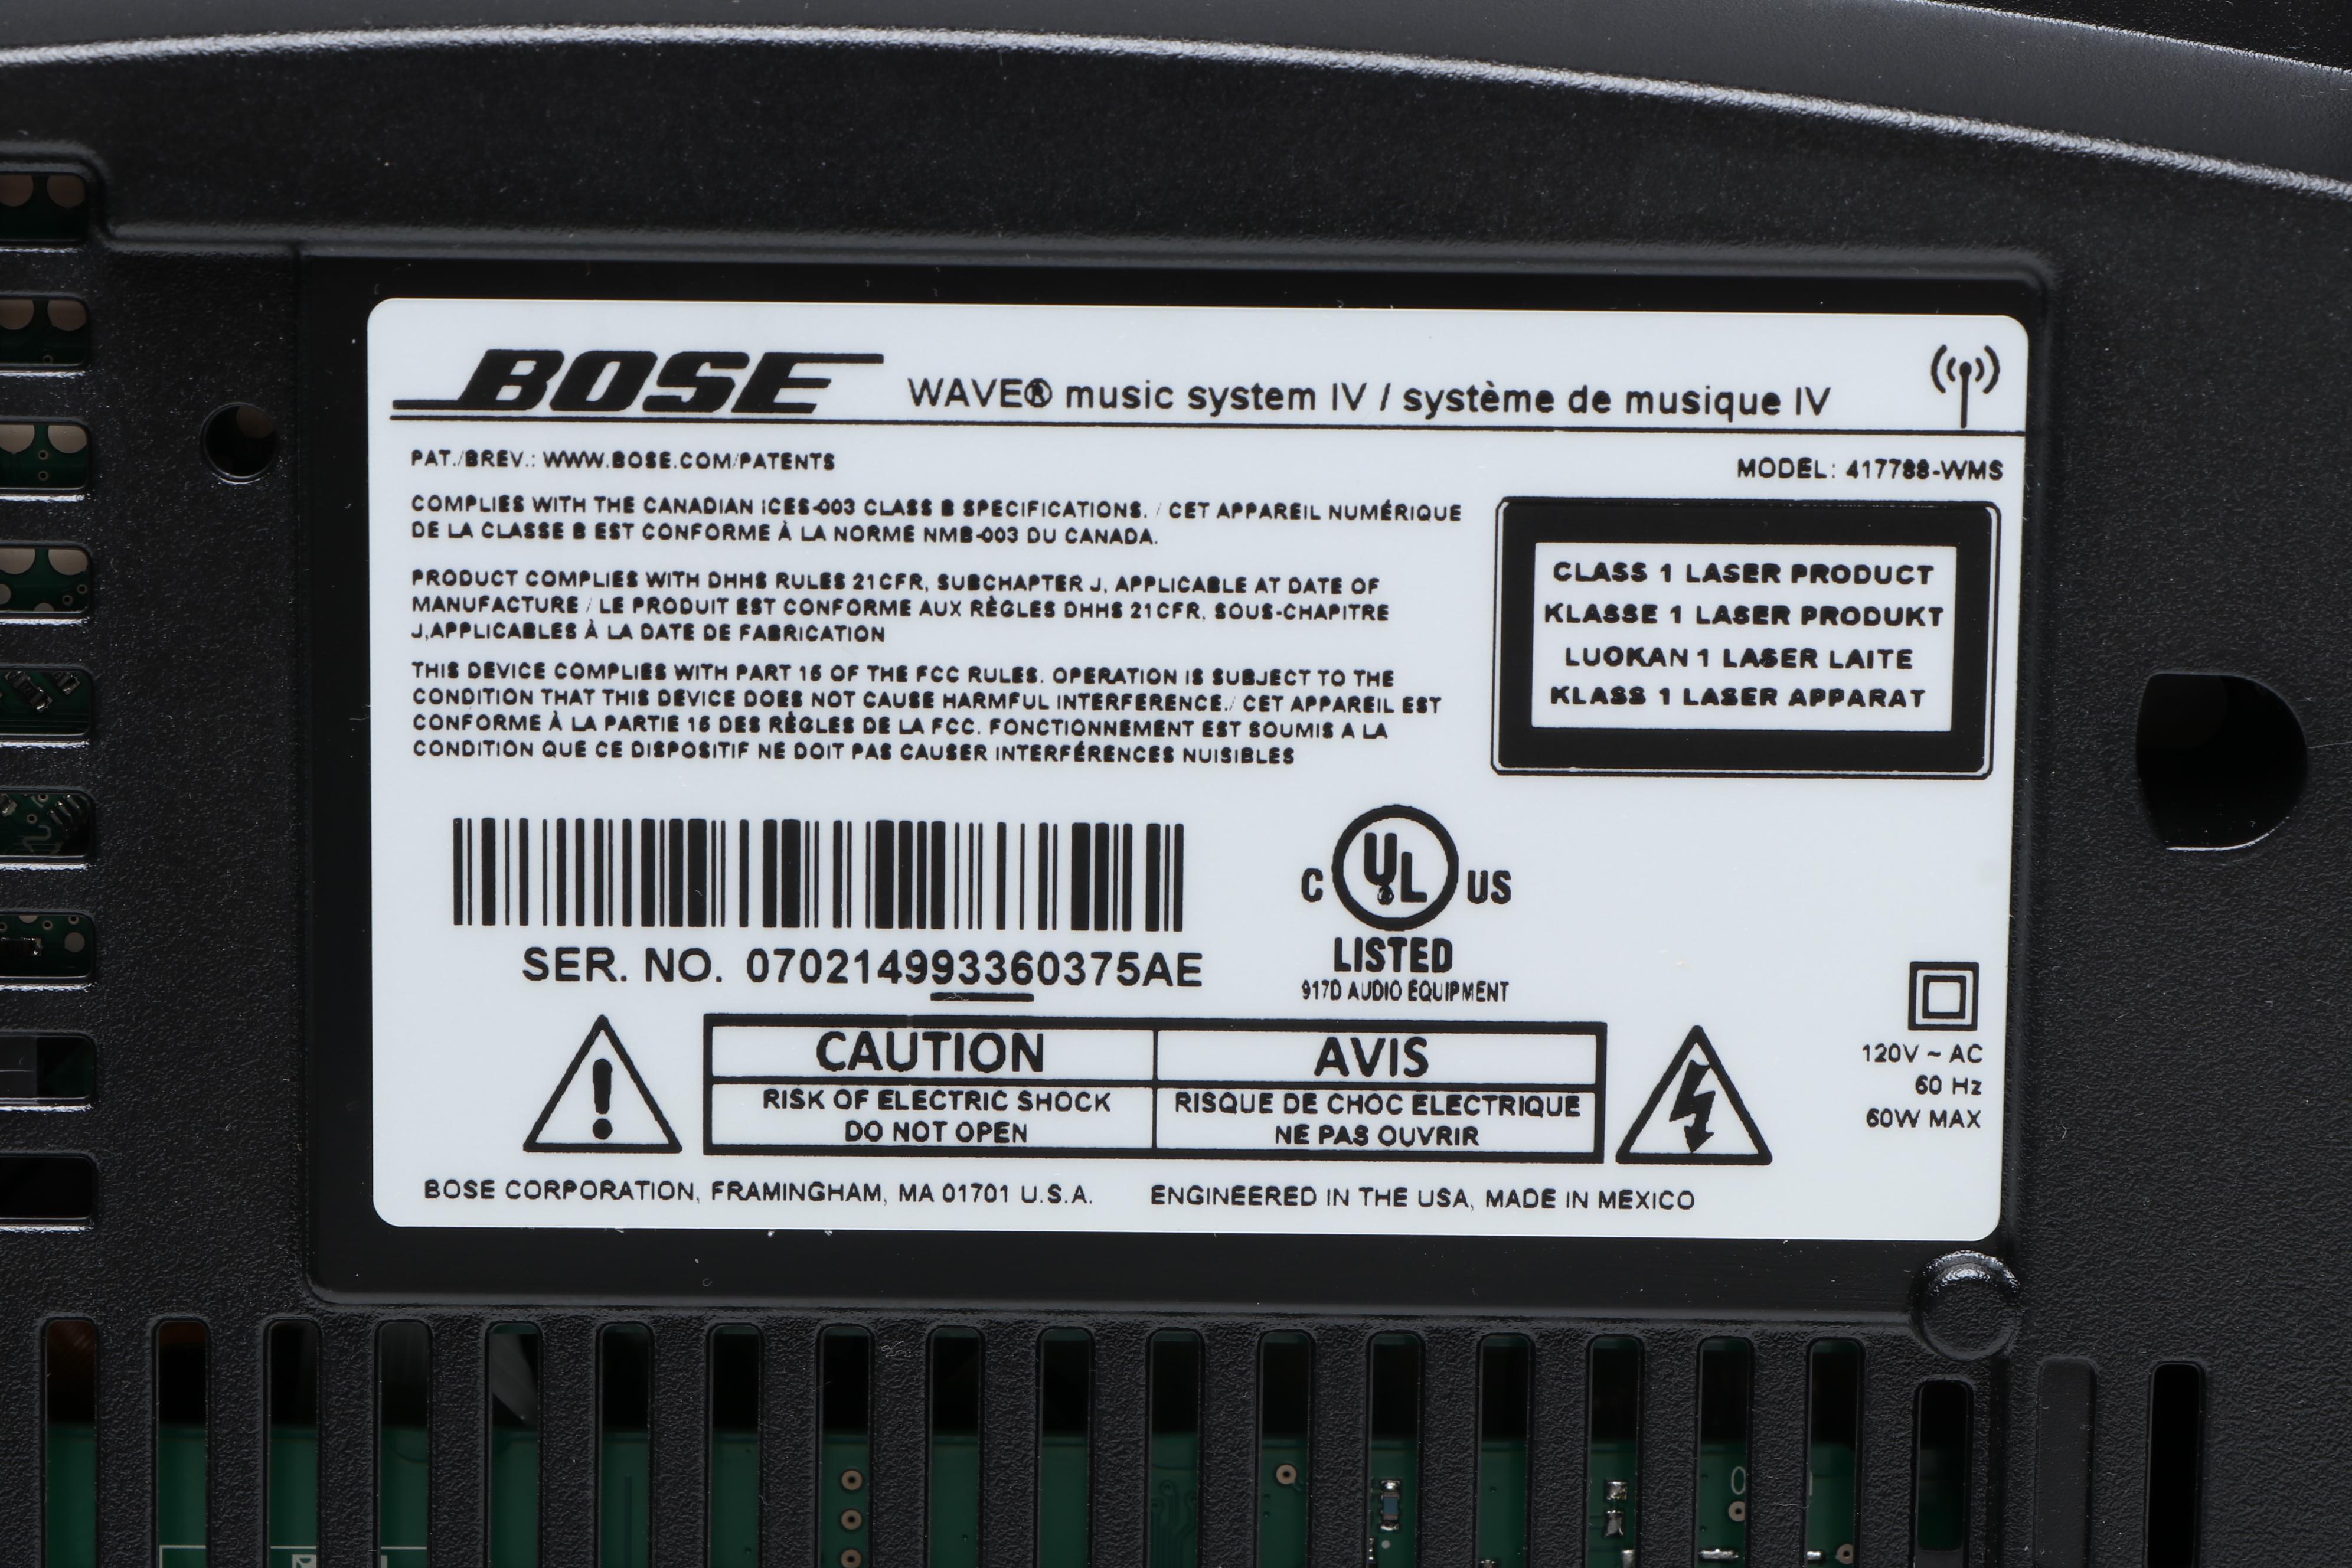 BOSE WAVE® music system IV / système de musique IV
PAT./BREV.: WWW.BOSE.COM/PATENTS
MODEL: 417788-WMS
COMPLIES WITH THE CANADIAN ICES-003 CLASS B SPECIFICATIONS. / CET APPAREIL NUMÉRIQUE
DE LA CLASSE B EST CONFORME À LA NORME NMB-003 DU CANADA.
PRODUCT COMPLIES WITH DHHS RULES 21CFR, SUBCHAPTER J, APPLICABLE AT DATE OF
MANUFACTURE / LE PRODUIT EST CONFORME AUX RÈGLES DHHS 21CFR, SOUS-CHAPITRE
J,APPLICABLES À LA DATE DE FABRICATION
THIS DEVICE COMPLIES WITH PART 15 OF THE FCC RULES. OPERATION IS SUBJECT TO THE
CONDITION THAT THIS DEVICE DOES NOT CAUSE HARMFUL INTERFERENCE./ CET APPAREIL EST
CONFORME À LA PARTIE 15 DES RÈGLES DE LA FCC. FONCTIONNEMENT EST SOUMIS A LA
CONDITION QUE CE DISPOSITIF NE DOIT PAS CAUSER INTERFÉRENCES NUISIBLES
CLASS 1 LASER PRODUCT
KLASSE 1 LASER PRODUKT
LUOKAN 1 LASER LAITE
KLASS 1 LASER APPARAT
SER. NO. 070214993360375AE
C UL US
LISTED
917D AUDIO EQUIPMENT
CAUTION
RISK OF ELECTRIC SHOCK
DO NOT OPEN
AVIS
RISQUE DE CHOC ELECTRIQUE
NE PAS OUVRIR
120V ~ AC
60 Hz
60W MAX
BOSE CORPORATION, FRAMINGHAM, MA 01701 U.S.A.
ENGINEERED IN THE USA, MADE IN MEXICO